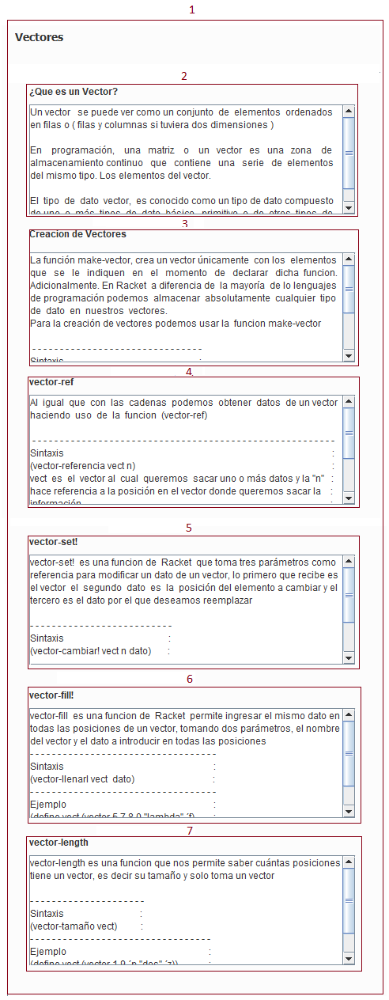 1
Vectores
2
¿Que es un Vector?
Un vector se puede ver como un conjunto de elementos ordenados
en filas o ( filas y columnas si tuviera dos dimensiones )
En programación, una matriz o un vector es una zona de
almacenamiento continuo que contiene una serie de elementos
del mismo tipo. Los elementos del vector.
El tipo de dato vector, es conocido como un tipo de dato compuesto
de uno o más tipos de dato básico, primitivo o de otros tipos de
3
Creacion de Vectores
La función make-vector, crea un vector únicamente con los elementos
que se le indiquen en el momento de declarar dicha funcion.
Adicionalmente. En Racket a diferencia de la mayoría de lo lenguajes
de programación podemos almacenar absolutamente cualquier tipo
de dato en nuestros vectores.
Para la creación de vectores podemos usar la funcion make-vector
- - - - - - - - - - - - - - - - - - - - - - - - - - - - - - - -
Sintaxis :
4
vector-ref
Al igual que con las cadenas podemos obtener datos de un vector
haciendo uso de la funcion (vector-ref)
- - - - - - - - - - - - - - - - - - - - - - - - - - - - - - - - - - - - - - - - - - - - - - - - - - - - - - - - -
Sintaxis :
(vector-referencia vect n) :
vect es el vector al cual queremos sacar uno o más datos y la "n" :
hace referencia a la posición en el vector donde queremos sacar la :
información :
5
vector-set!
vector-set! es una funcion de Racket que toma tres parámetros como
referencia para modificar un dato de un vector, lo primero que recibe es
el vector el segundo dato es la posición del elemento a cambiar y el
tercero es el dato por el que deseamos reemplazar
- - - - - - - - - - - - - - - - - - - - - - - - - - -
Sintaxis :
(vector-cambiar! vect n dato) :
6
vector-fill!
vector-fill es una funcion de Racket permite ingresar el mismo dato en
todas las posiciones de un vector, tomando dos parámetros, el nombre
del vector y el dato a introducir en todas las posiciones
- - - - - - - - - - - - - - - - - - - - - - - - - - - - - - - - - - -
Sintaxis :
(vector-llenarl vect dato) :
- - - - - - - - - - - - - - - - - - - - - - - - - - - - - - - - - - -
Ejemplo :
(define vect (vector 5 7 8 0 "lambda" ´f) :
7
vector-length
vector-length es una funcion que nos permite saber cuántas posiciones
tiene un vector, es decir su tamaño y solo toma un vector
- - - - - - - - - - - - - - - - - - - - - -
Sintaxis :
(vector-tamaño vect) :
- - - - - - - - - - - - - - - - - - - - - - - - - - - - - - - - - -
Ejemplo :
(define vect (vector 1 9 ´n "dos" ´z)) :